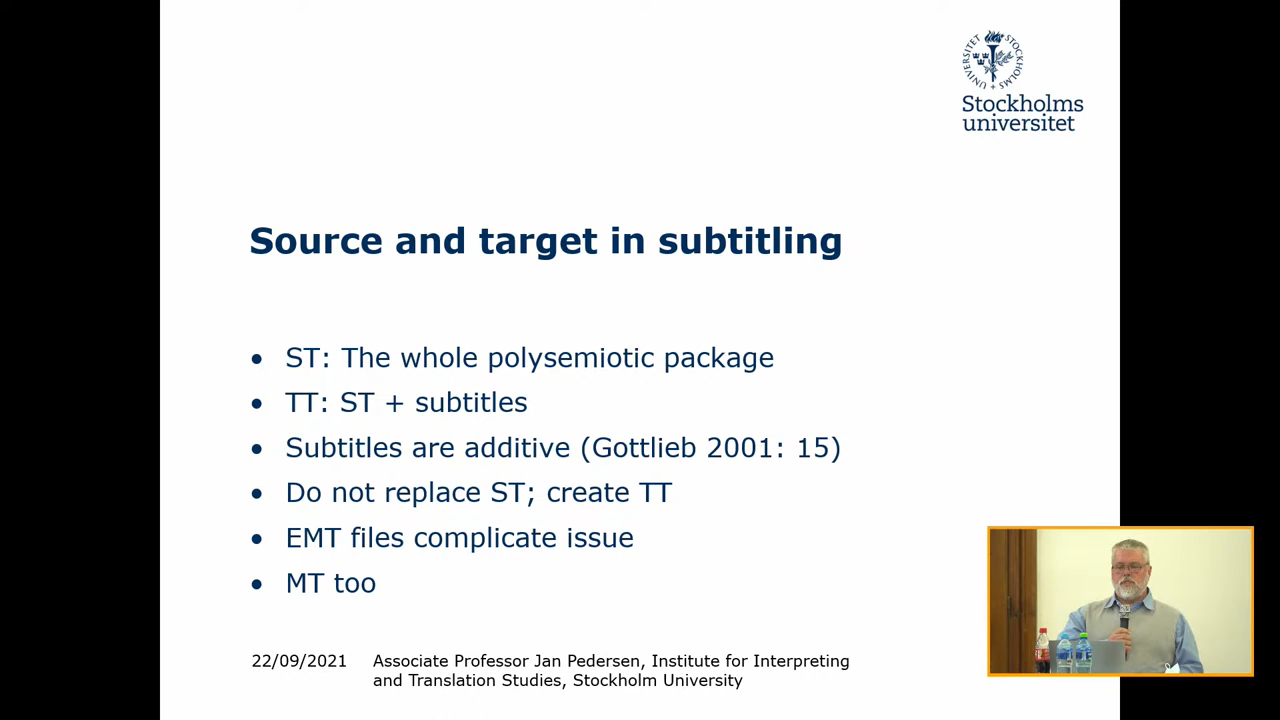 STOCKHOLMS UNIVERSITET
Stockholms
universitet
Source and target in subtitling
• ST: The whole polysemiotic package
• TT: ST + subtitles
• Subtitles are additive (Gottlieb 2001: 15)
• Do not replace ST; create TT
• EMT files complicate issue
• MT too
22/09/2021 Associate Professor Jan Pedersen, Institute for Interpreting
and Translation Studies, Stockholm University